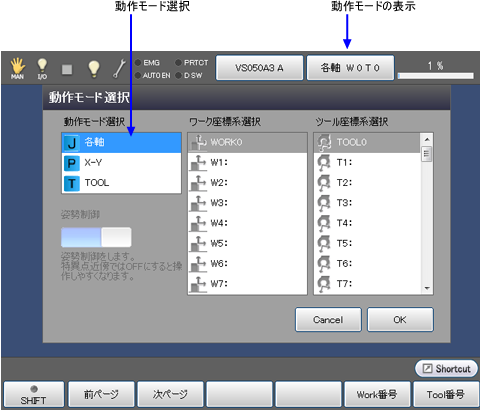 動作モード選択 動作モードの表示
MAN I/O EMG PRTCT AUTOEN DSW VS050A3 A 各軸 W 0 T 0 1 %
動作モード選択
動作モード選択 ワーク座標系選択 ツール座標系選択
J 各軸 WORK0 TOOL0
P X-Y W1: T1:
T TOOL W2: T2:
W3: T3:
姿勢制御 W4: T4:
W5: T5:
姿勢制御をします。 W6: T6:
特異点近傍ではOFFにすると操
作しやすくなります。 W7: T7:
Cancel OK
Shortcut
SHIFT 前ページ 次ページ Work番号 Tool番号